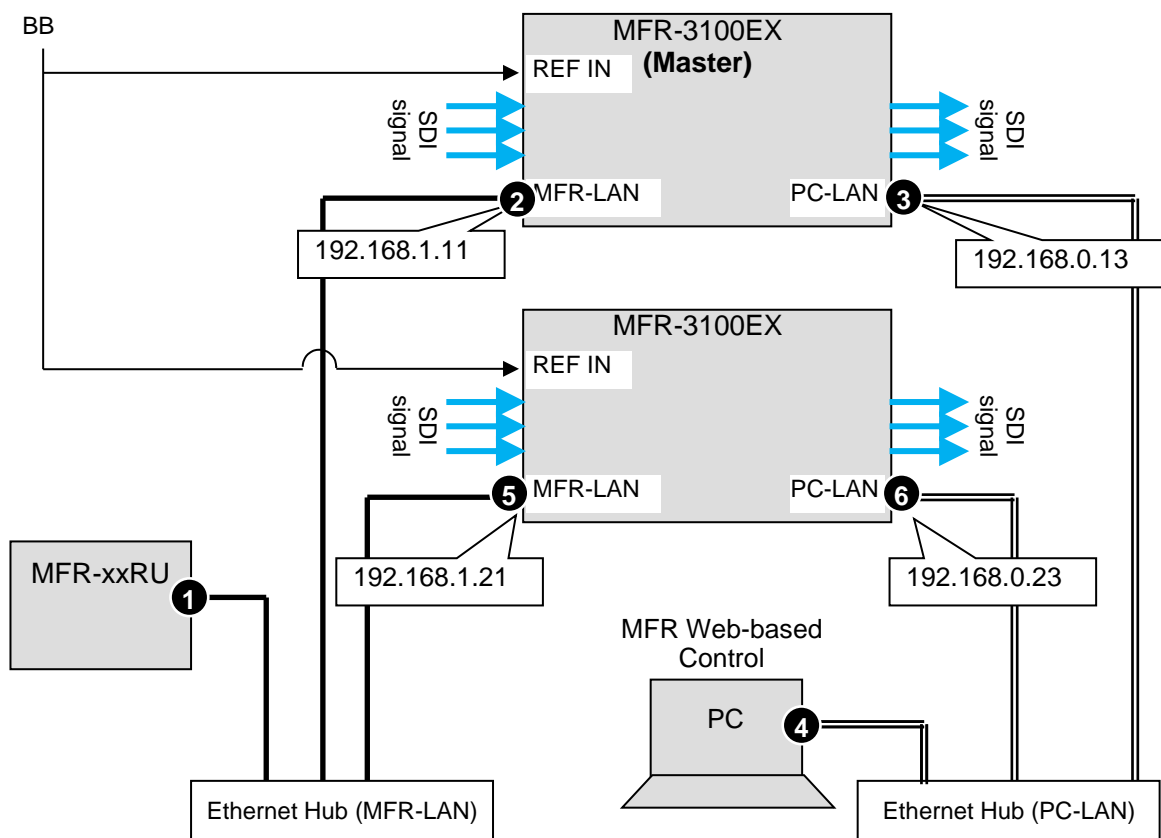 BB
MFR-3100EX
(Master)
REF IN
SDI
signal
SDI
signal
2
MFR-LAN
PC-LAN
3
192.168.1.11
192.168.0.13
MFR-3100EX
REF IN
SDI
signal
SDI
signal
5
MFR-LAN
PC-LAN
6
192.168.1.21
192.168.0.23
MFR-xxRU
1
MFR Web-based
Control
PC
4
Ethernet Hub (MFR-LAN)
Ethernet Hub (PC-LAN)